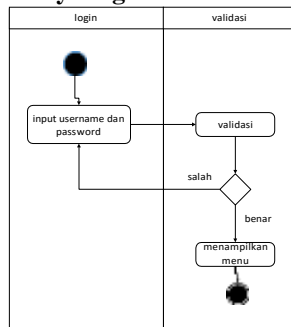 login
validasi
input username dan
password
validasi
salah
benar
menampilkan
menu